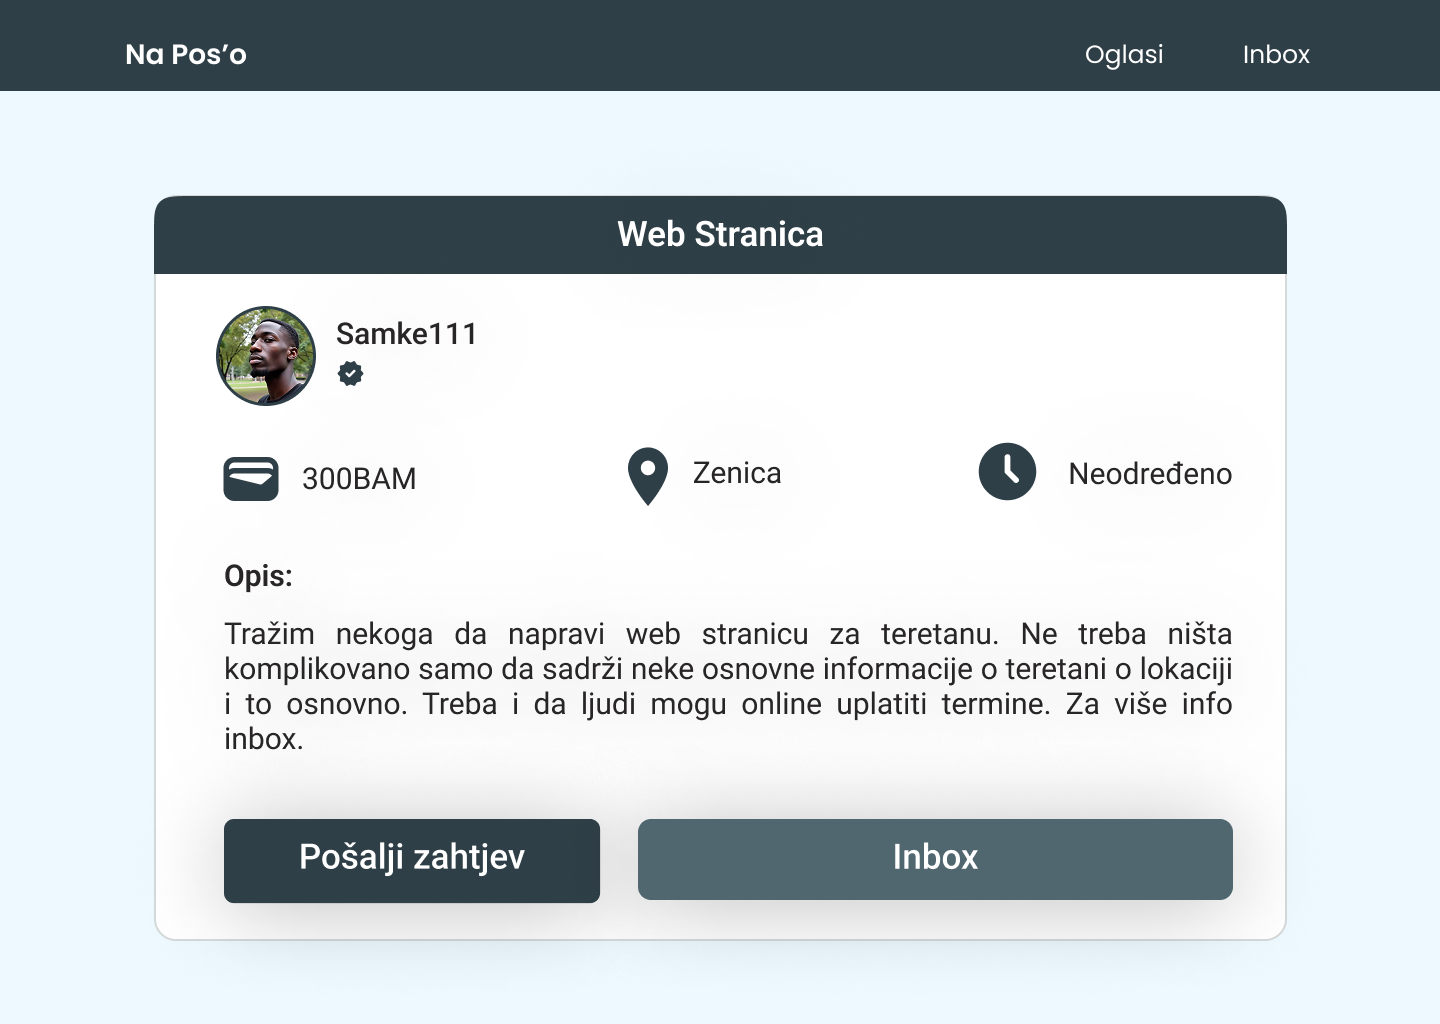 Na Pos’o
Oglasi
Inbox
Web Stranica
Samke111
300BAM
Zenica
Neodređeno
Opis:
Tražim nekoga da napravi web stranicu za teretanu. Ne treba ništa
komplikovano samo da sadrži neke osnovne informacije o teretani o lokaciji
i to osnovno. Treba i da ljudi mogu online uplatiti termine. Za više info
inbox.
Pošalji zahtjev
Inbox